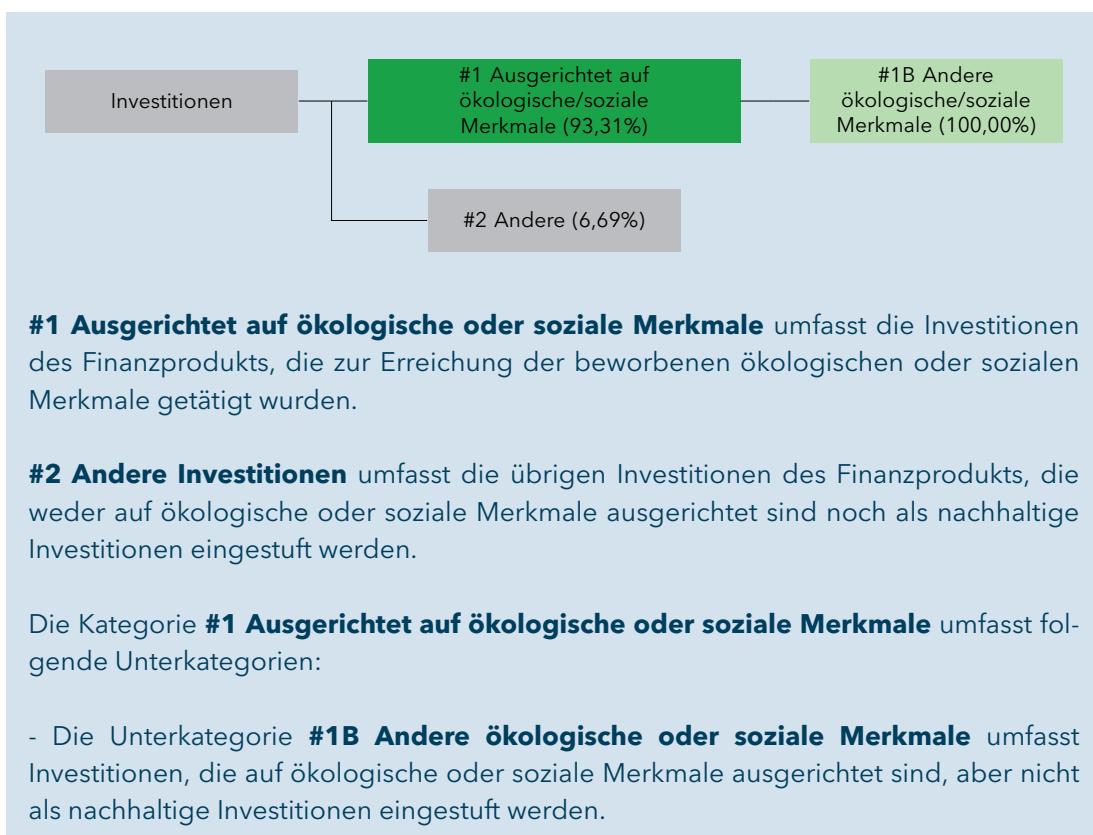 Investitionen
#1 Ausgerichtet auf
ökologische/soziale
Merkmale (93,31%)
#1B Andere
ökologische/soziale
Merkmale (100,00%)
#2 Andere (6,69%)
#1 Ausgerichtet auf ökologische oder soziale Merkmale umfasst die Investitionen
des Finanzprodukts, die zur Erreichung der beworbenen ökologischen oder sozialen
Merkmale getätigt wurden.
#2 Andere Investitionen umfasst die übrigen Investitionen des Finanzprodukts, die
weder auf ökologische oder soziale Merkmale ausgerichtet sind noch als nachhaltige
Investitionen eingestuft werden.
Die Kategorie #1 Ausgerichtet auf ökologische oder soziale Merkmale umfasst fol-
gende Unterkategorien:
- Die Unterkategorie #1B Andere ökologische oder soziale Merkmale umfasst
Investitionen, die auf ökologische oder soziale Merkmale ausgerichtet sind, aber nicht
als nachhaltige Investitionen eingestuft werden.